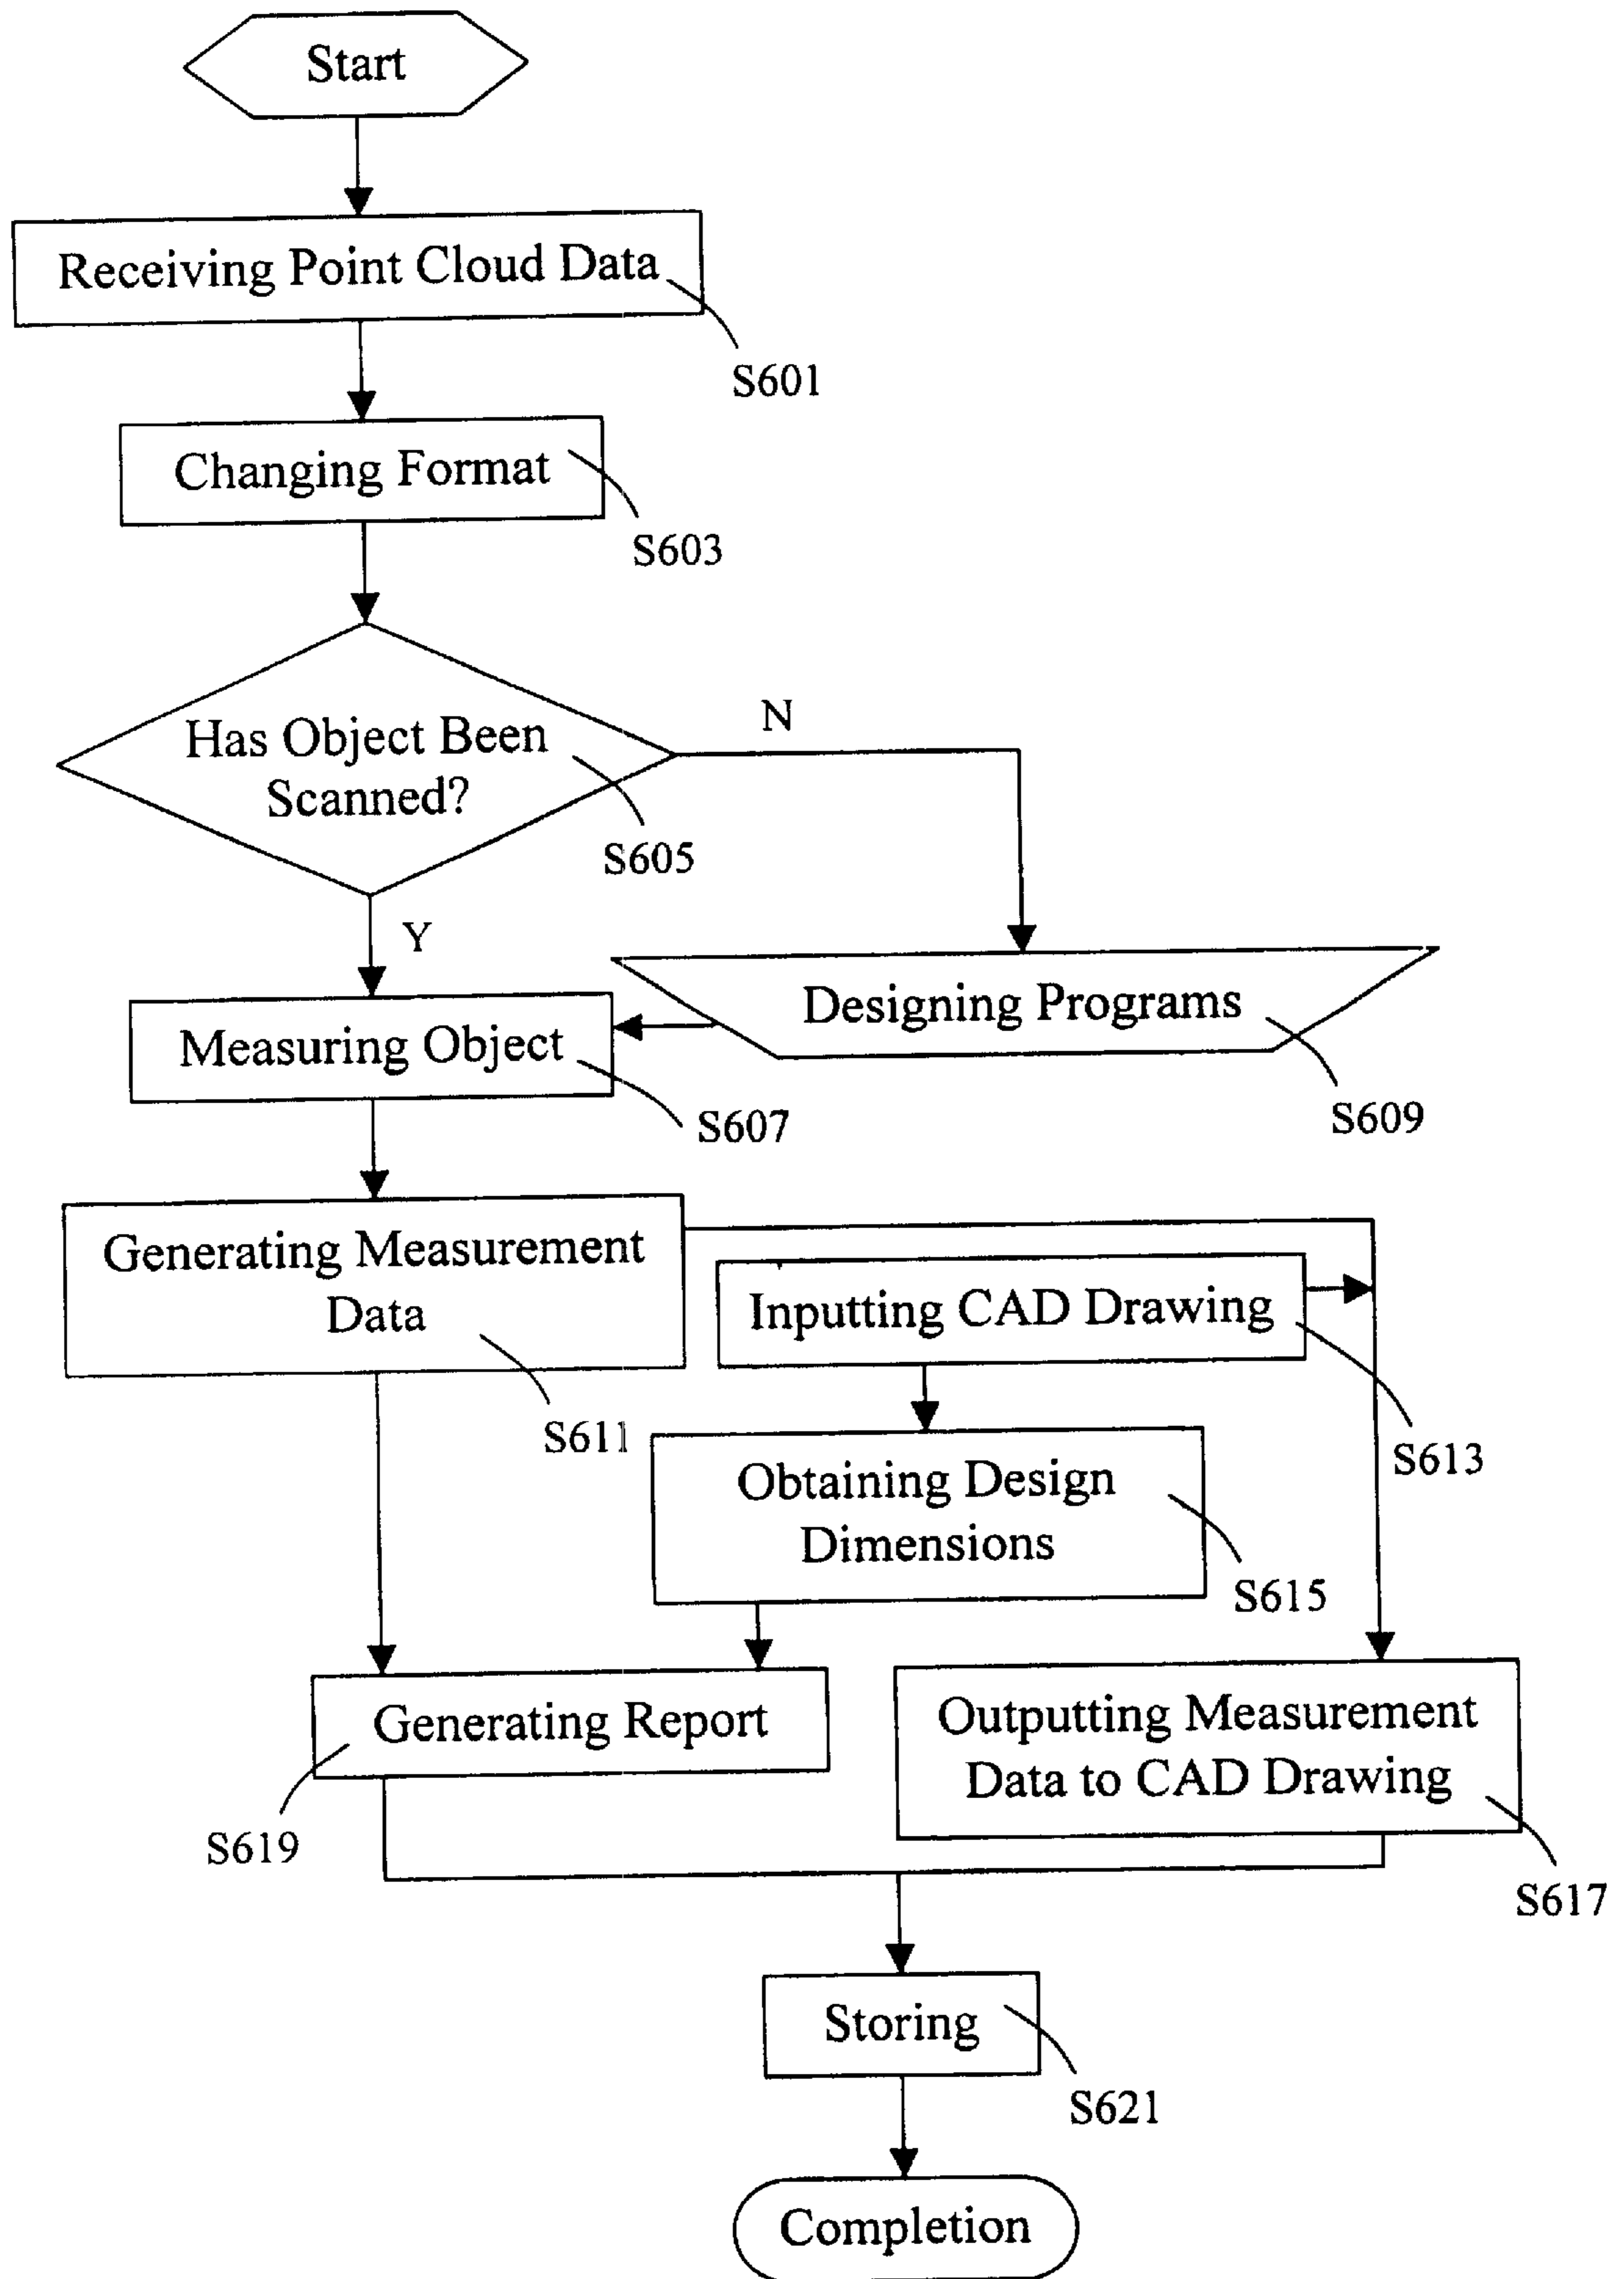 Start
Receiving Point Cloud Data
S601
Changing Format
S603
Has Object Been
Scanned?
S605
N
Y
Designing Programs
S609
Measuring Object
S607
Generating Measurement
Data
S611
Inputting CAD Drawing
S613
Obtaining Design
Dimensions
S615
Generating Report
S619
Outputting Measurement
Data to CAD Drawing
S617
Storing
S621
Completion